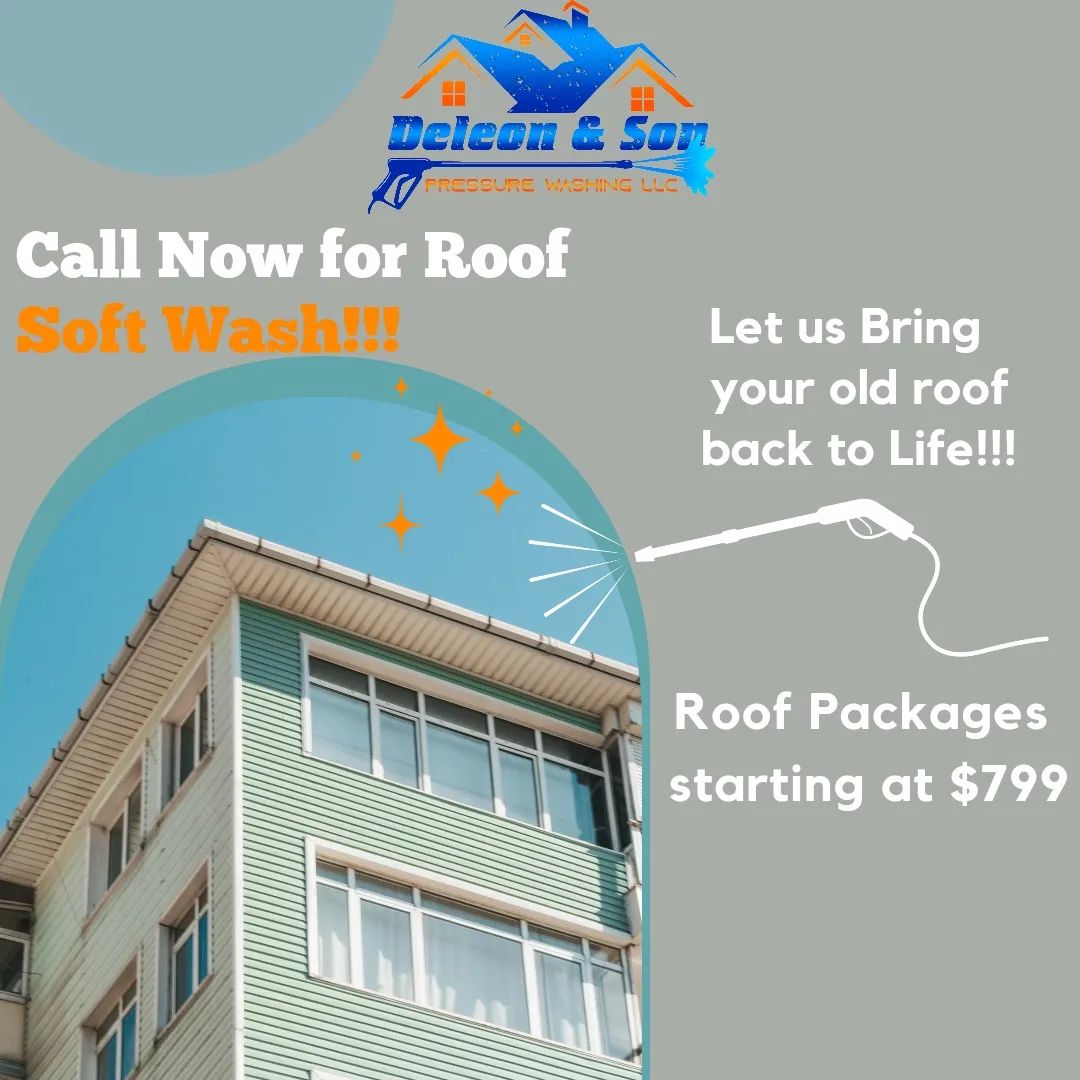 Deleon & Son
PRESSURE WASHING LLC
Call Now for Roof
Soft Wash!!!
Let us Bring
your old roof
back to Life!!!
Roof Packages
starting at $799